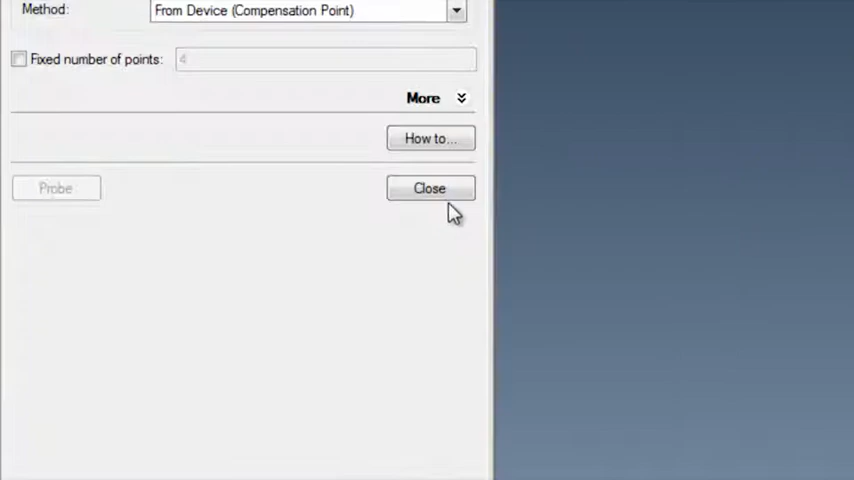 Method: From Device (Compensation Point)
Fixed number of points: 4
More
How to...
Probe Close